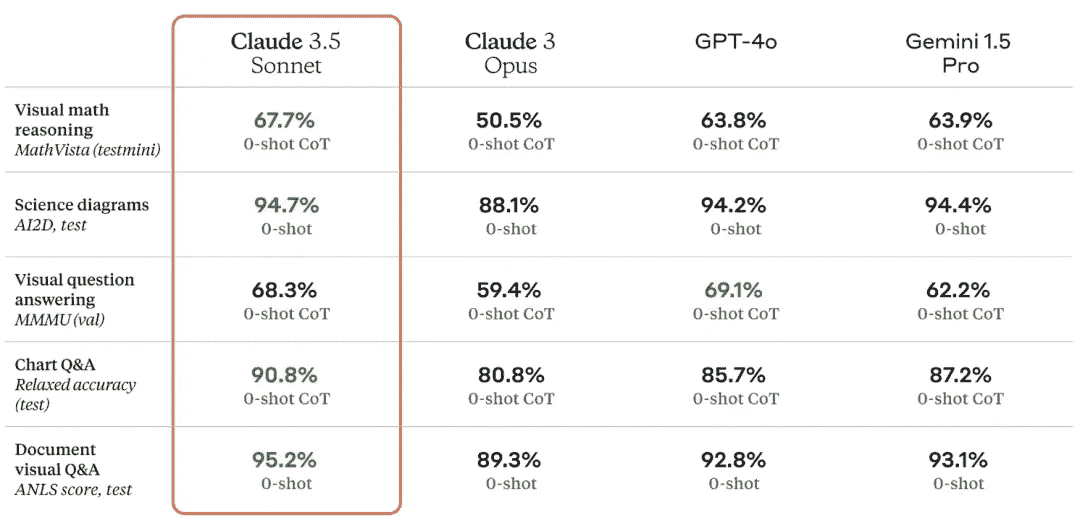 Claude 3.5 Claude 3 GPT-4o Gemini 1.5
Sonnet Opus Pro
Visual math
reasoning
MathVista (testmini)
67.7% 50.5% 63.8% 63.9%
0-shot CoT 0-shot CoT 0-shot CoT 0-shot CoT
Science diagrams
AI2D, test
94.7% 88.1% 94.2% 94.4%
0-shot 0-shot 0-shot 0-shot
Visual question
answering
MMMU (val)
68.3% 59.4% 69.1% 62.2%
0-shot CoT 0-shot CoT 0-shot CoT 0-shot CoT
Chart Q&A
Relaxed accuracy
(test)
90.8% 80.8% 85.7% 87.2%
0-shot CoT 0-shot CoT 0-shot CoT 0-shot CoT
Document
visual Q&A
ANLS score, test
95.2% 89.3% 92.8% 93.1%
0-shot 0-shot 0-shot 0-shot